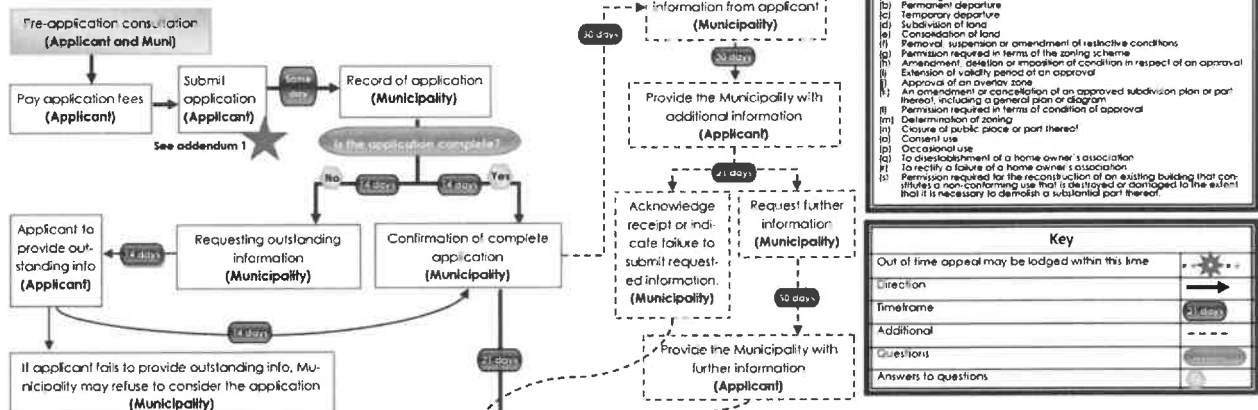 Pre-application consultation
(Applicant and Muni)
Pay application fees
(Applicant)
Submit
application
(Applicant)
See addendum 1
Same
day
Record of application
(Municipality)
Is the application complete?
No
14 days
14 days
Yes
Applicant to
provide out-
standing info
(Applicant)
14 days
Requesting outstanding
information
(Municipality)
Confirmation of complete
application
(Municipality)
14 days
If applicant fails to provide outstanding info, Mu-
nicipality may refuse to consider the application
(Municipality)
21 days
30 days
information from applicant
(Municipality)
30 days
Provide the Municipality with
additional information
(Applicant)
21 days
Acknowledge
receipt or indi-
cate failure to
submit request-
ed information.
(Municipality)
Request further
information
(Municipality)
30 days
Provide the Municipality with
further information
(Applicant)
(b) Permanent departure
(c) Temporary departure
(d) Subdivision of land
(e) Consolidation of land
(f) Removal, suspension or amendment of restrictive conditions
(g) Permission required in terms of the zoning scheme
(h) Amendment, deletion or imposition of condition in respect of an approval
(i) Extension of validity period of an approval
(j) Approval of an overlay zone
(k) An amendment or cancellation of an approved subdivision plan or part
thereof, including a general plan or diagram
(l) Permission required in terms of condition of approval
(m) Determination of zoning
(n) Closure of public place or part thereof
(o) Consent use
(p) Occasional use
(q) To disestablishment of a home owner's association
(r) To rectify a failure of a home owner's association
(s) Permission required for the reconstruction of an existing building that con-
stitutes a non-conforming use that is destroyed or damaged to the extent
that it is necessary to demolish a substantial part thereof.
Key
Out of time appeal may be lodged within this time
Direction
Timeframe
21 days
Additional
Questions
Answers to questions